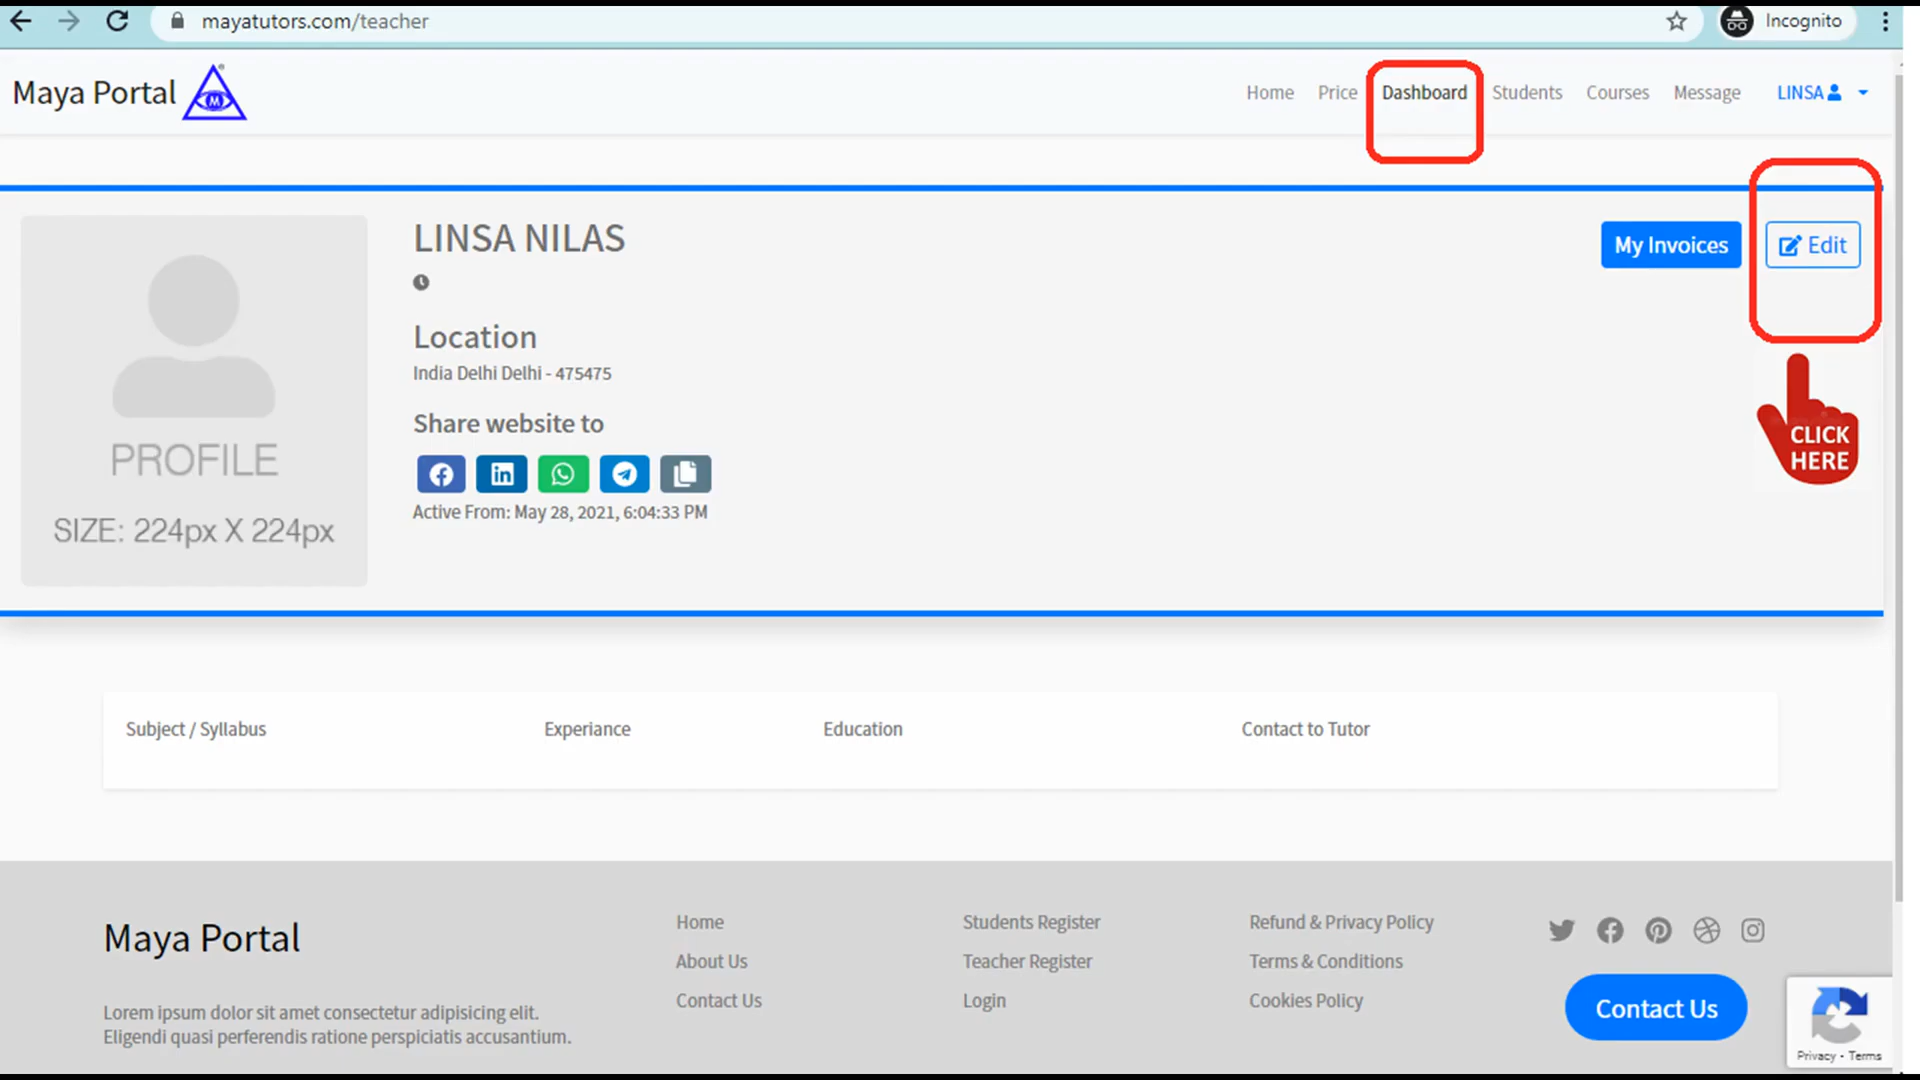 mayatutors.com/teacher
Incognito
Maya Portal
M
Home Price Dashboard Students Courses Message LINSA
LINSA NILAS
My Invoices
Edit
Location
India Delhi Delhi - 475475
Share website to
Active From: May 28, 2021, 6:04:33 PM
PROFILE
SIZE: 224px X 224px
CLICK
HERE
Subject / Syllabus Experiance Education Contact to Tutor
Maya Portal
Lorem ipsum dolor sit amet consectetur adipisicing elit.
Eligendi quasi perferendis ratione perspiciatis accusantium.
Home
About Us
Contact Us
Students Register
Teacher Register
Login
Refund & Privacy Policy
Terms & Conditions
Cookies Policy
Contact Us
Privacy - Terms